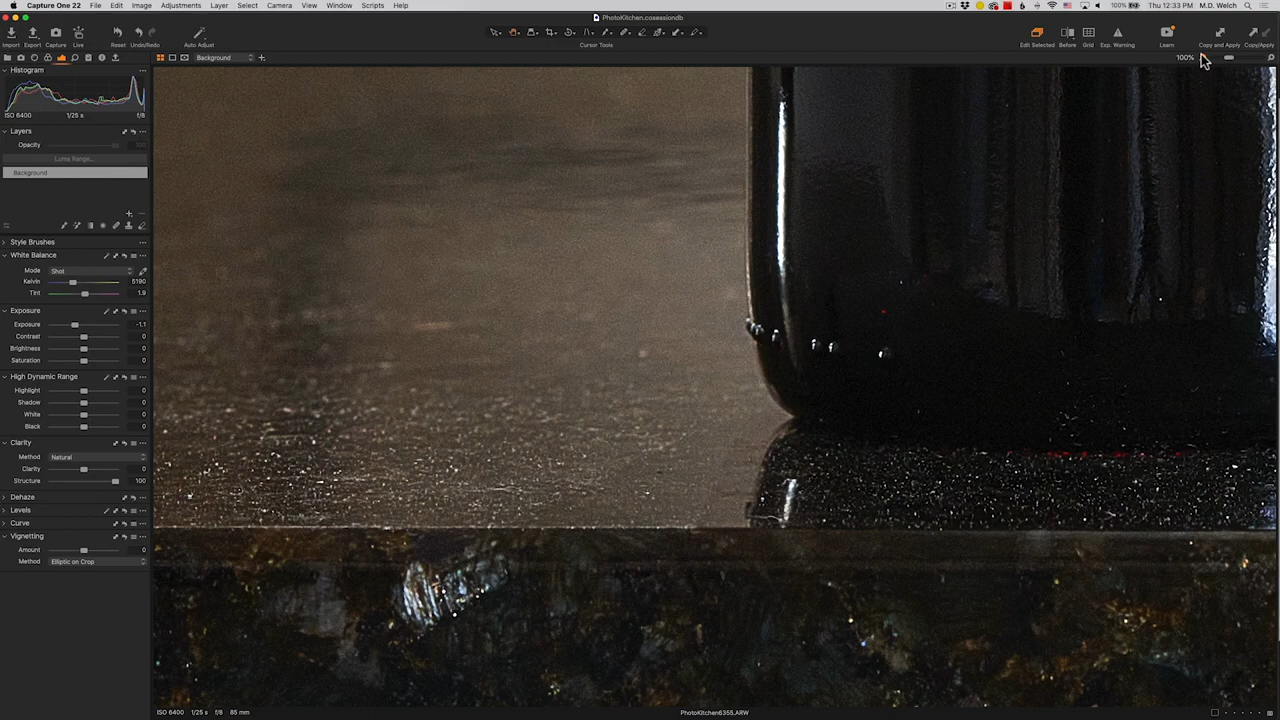 Capture One 22 File Edit Image Adjustments Layer Select Camera View Window Scripts Help
100% Thu 12:33 PM M.D. Welch
PhotoKitchen.cosessiondb
Import Export Capture Live Reset Undo/Redo Auto Adjust Cursor Tools Edit Selected Before Grid Exp. Warning Learn Copy and Apply Copy/Apply
Background
100%
Histogram
ISO 6400 1/25 s f/8
Layers
Opacity 100
Luma Range...
Background
Style Brushes
White Balance
Mode Shot
Kelvin 5190
Tint 1.9
Exposure
Exposure -1.1
Contrast 0
Brightness 0
Saturation 0
High Dynamic Range
Highlight 0
Shadow 0
White 0
Black 0
Clarity
Method Natural
Clarity 0
Structure 100
Dehaze
Levels
Curve
Vignetting
Amount 0
Method Elliptic on Crop
ISO 6400 1/25 s f/8 85 mm
PhotoKitchen6355.ARW